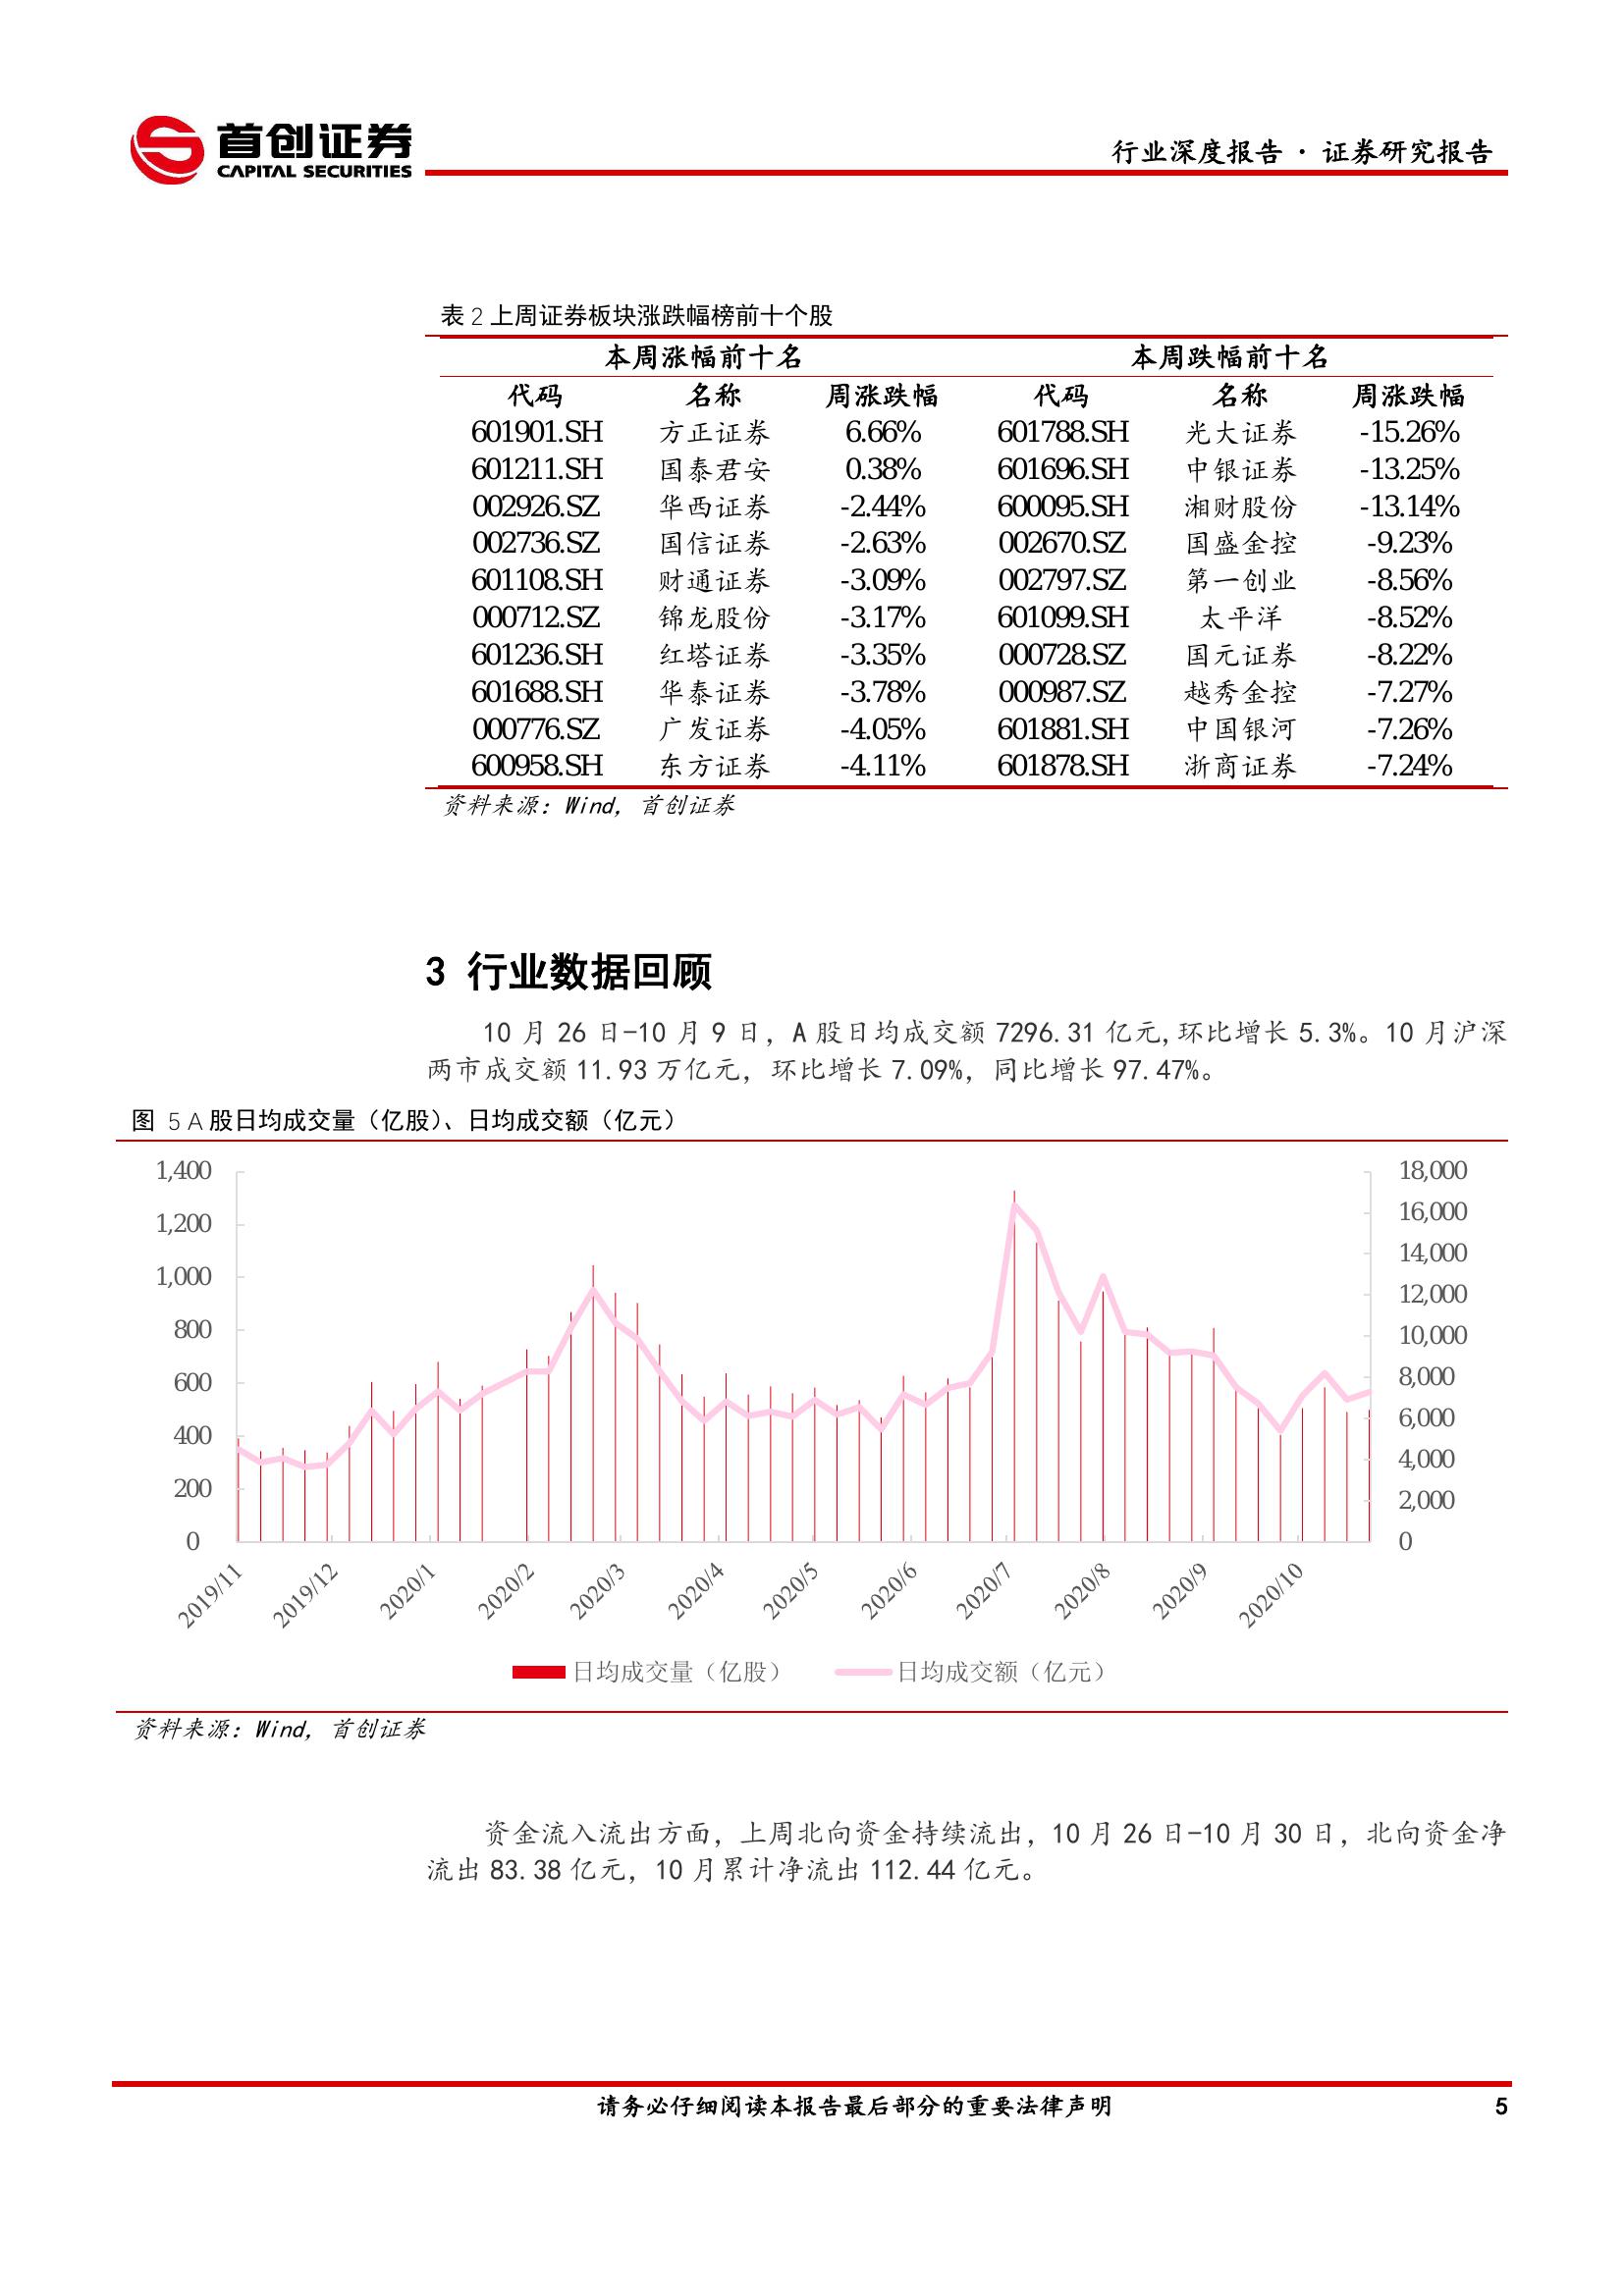 首创证券
CAPITAL SECURITIES
行业深度报告 · 证券研究报告
表 2 上周证券板块涨跌幅榜前十个股
本周涨幅前十名 本周跌幅前十名
代码 名称 周涨跌幅 代码 名称 周涨跌幅
601901.SH 方正证券 6.66% 601788.SH 光大证券 -15.26%
601211.SH 国泰君安 0.38% 601696.SH 中银证券 -13.25%
002926.SZ 华西证券 -2.44% 600095.SH 湘财股份 -13.14%
002736.SZ 国信证券 -2.63% 002670.SZ 国盛金控 -9.23%
601108.SH 财通证券 -3.09% 002797.SZ 第一创业 -8.56%
000712.SZ 锦龙股份 -3.17% 601099.SH 太平洋 -8.52%
601236.SH 红塔证券 -3.35% 000728.SZ 国元证券 -8.22%
601688.SH 华泰证券 -3.78% 000987.SZ 越秀金控 -7.27%
000776.SZ 广发证券 -4.05% 601881.SH 中国银河 -7.26%
600958.SH 东方证券 -4.11% 601878.SH 浙商证券 -7.24%
资料来源：Wind，首创证券
3 行业数据回顾
10 月 26 日-10 月 9 日，A 股日均成交额 7296.31 亿元,环比增长 5.3%。10 月沪深
两市成交额 11.93 万亿元，环比增长 7.09%，同比增长 97.47%。
图 5 A 股日均成交量（亿股）、日均成交额（亿元）
1,400 18,000
1,200 16,000
1,000 14,000
800 12,000
600 10,000
400 8,000
200 6,000
0 4,000
2,000
0
2019/11 2019/12 2020/1 2020/2 2020/3 2020/4 2020/5 2020/6 2020/7 2020/8 2020/9 2020/10
日均成交量（亿股） 日均成交额（亿元）
资料来源：Wind，首创证券
资金流入流出方面，上周北向资金持续流出，10 月 26 日-10 月 30 日，北向资金净
流出 83.38 亿元，10 月累计净流出 112.44 亿元。
请务必仔细阅读本报告最后部分的重要法律声明 5